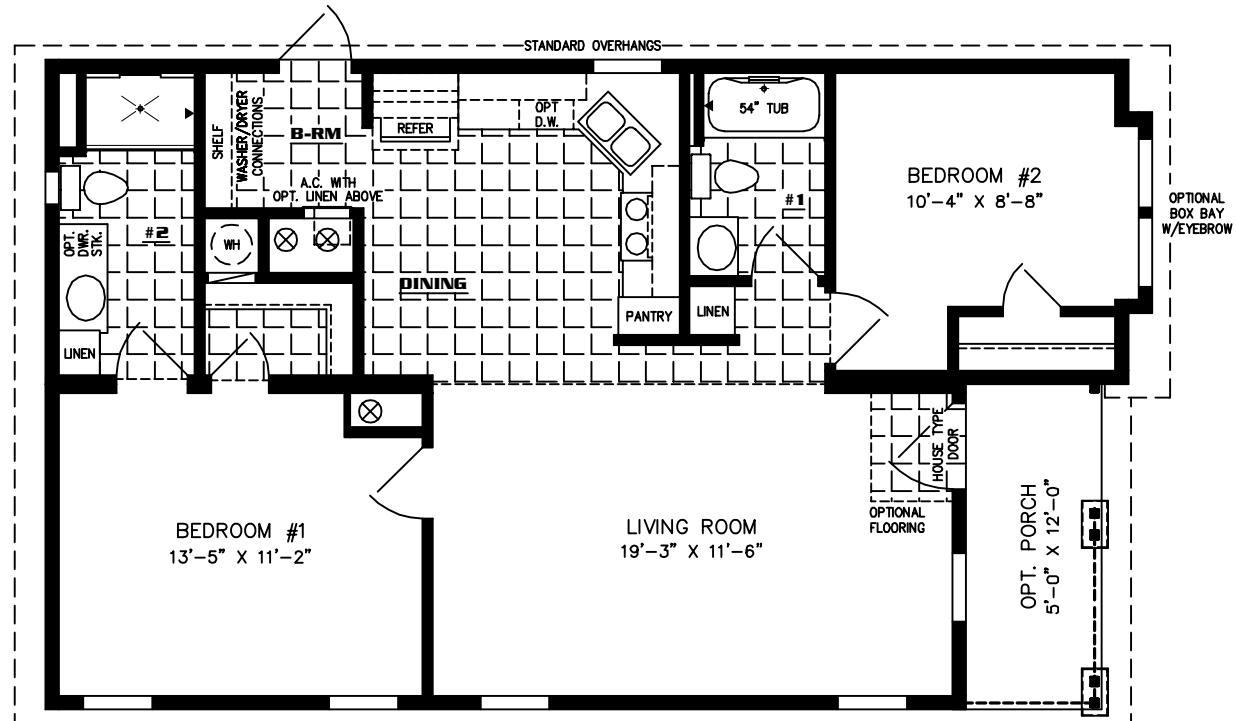 STANDARD OVERHANGS
SHELF
WASHER/DRYER
CONNECTIONS
B-RM
REFER
OPT
D.W.
54" TUB
BEDROOM #2
10'-4" X 8'-8"
OPTIONAL
BOX BAY
W/EYEBROW
A.C. WITH
OPT. LINEN ABOVE
#1
OPT.
DWR.
STK.
#2
WH
DINING
PANTRY
LINEN
LINEN
HOUSE TYPE
DOOR
OPTIONAL
FLOORING
BEDROOM #1
13'-5" X 11'-2"
LIVING ROOM
19'-3" X 11'-6"
OPT. PORCH
5'-0" X 12'-0"